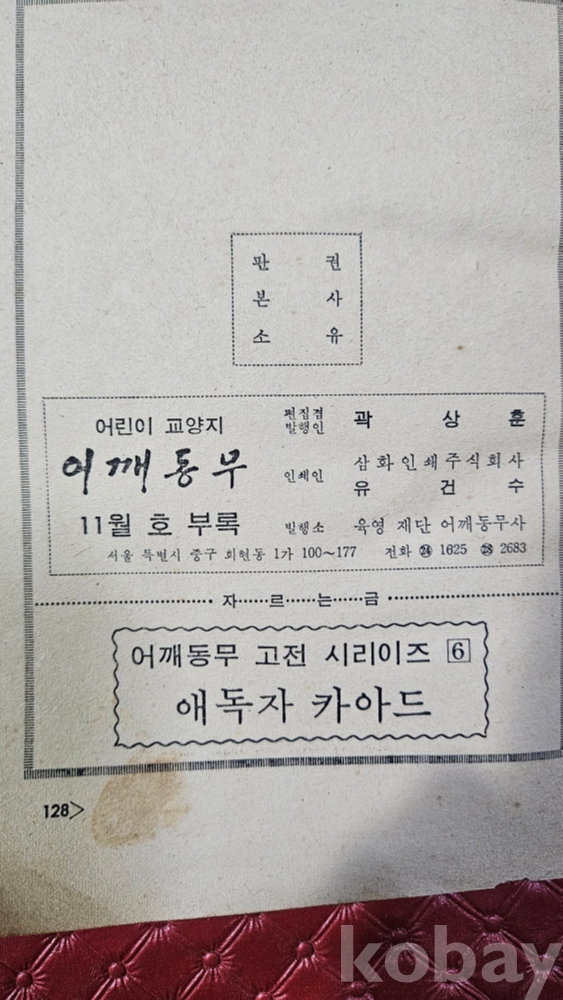 판 권
본 사
소 유
어린이 교양지
어깨동무
11월 호 부록
편집겸
발행인
곽 상 훈
인쇄인
삼화인쇄주식회사
유 건 수
발행소 육영 재단 어깨동무사
서울 특별시 중구 회현동 1가 100~177 전화 ㉔ 1625 ㉘ 2683
자……르……는……금
어깨동무 고전 시리이즈 6
애독자 카아드
128>
kobay